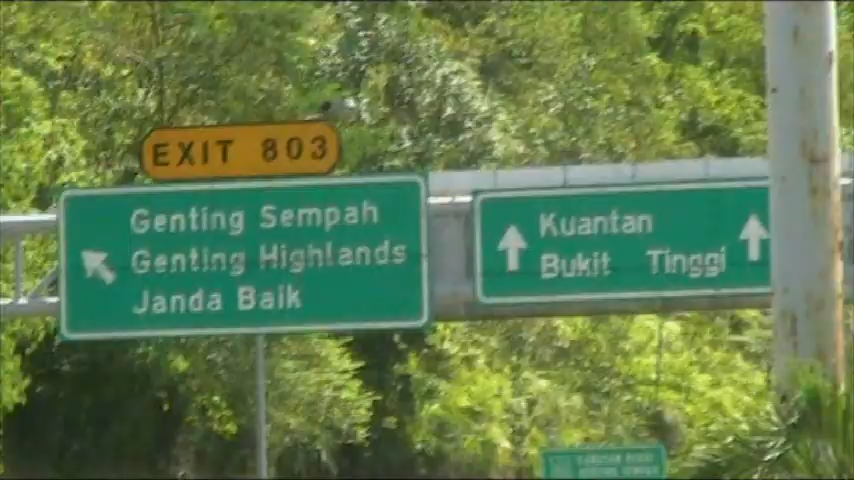 EXIT 803
Genting Sempah
Genting Highlands
Janda Baik
Kuantan
Bukit Tinggi